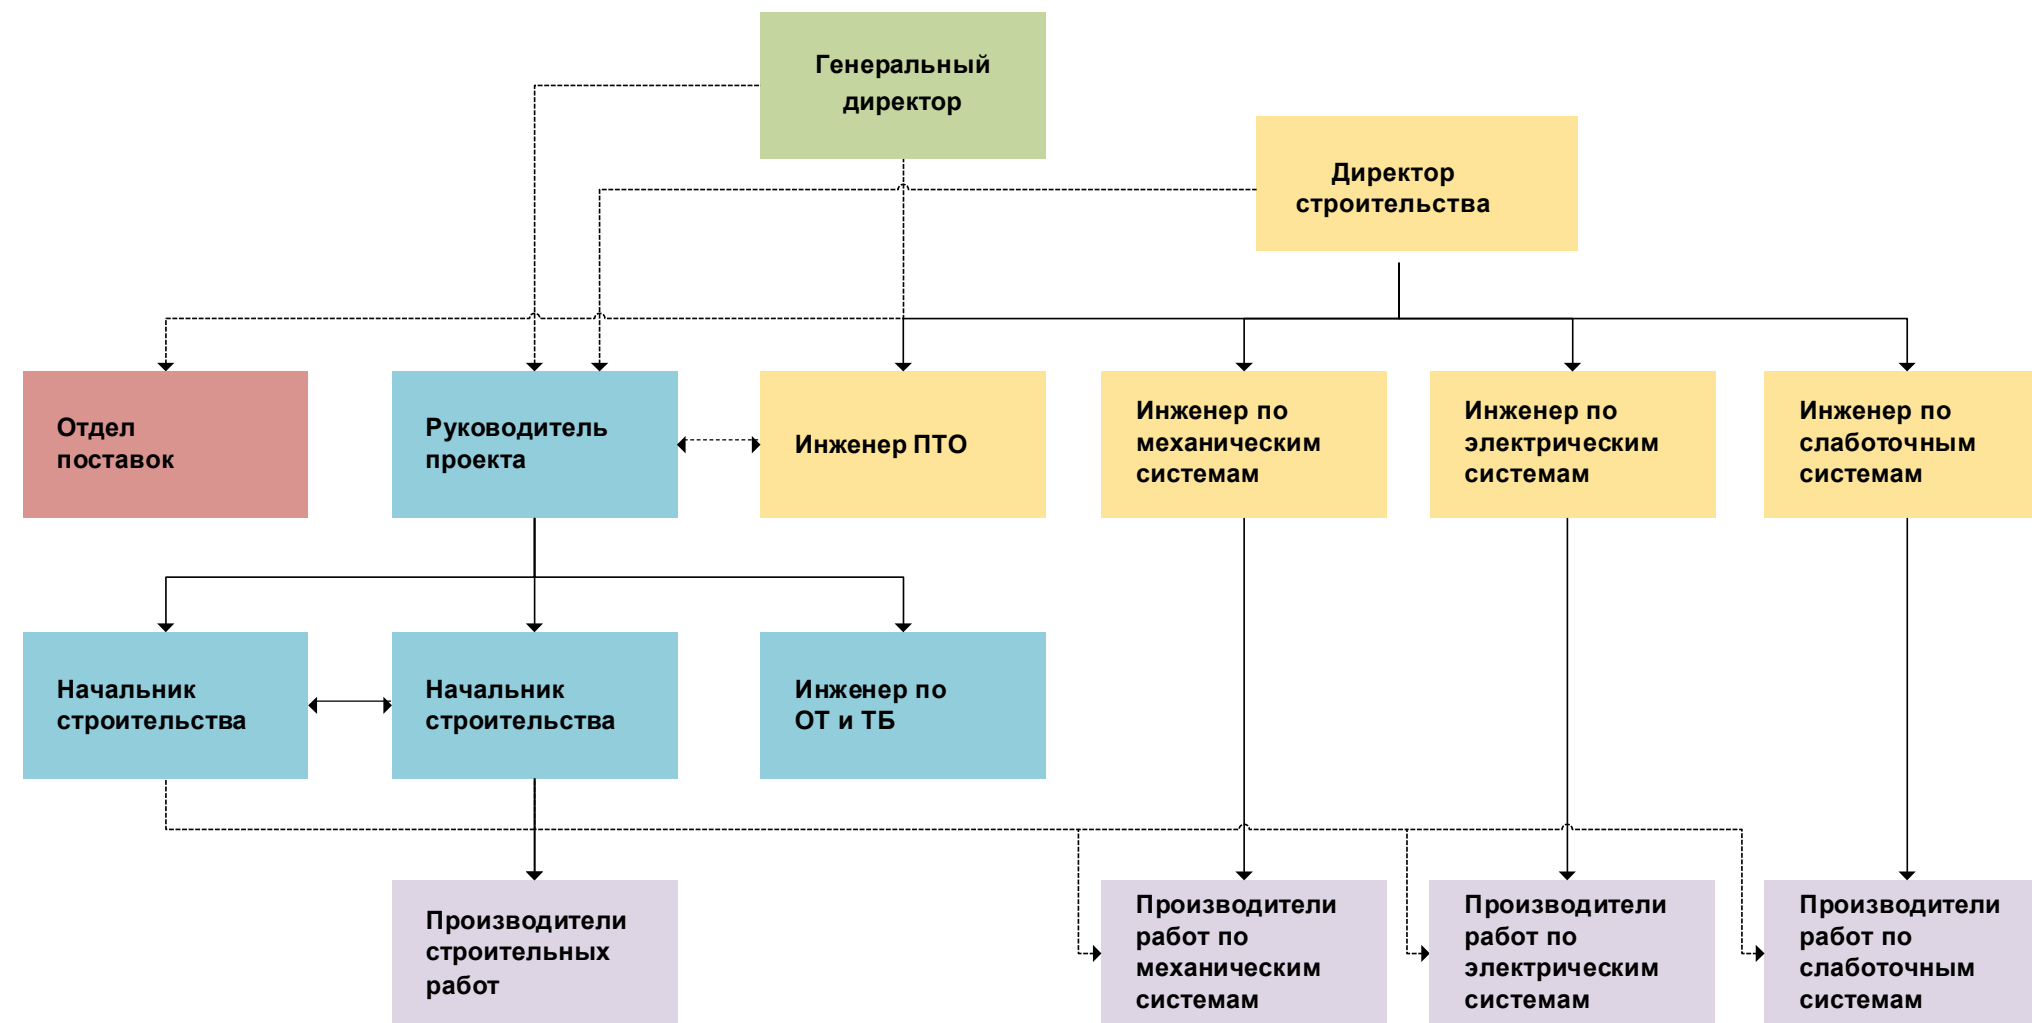 Генеральный
директор
Директор
строительства
Отдел
поставок
Руководитель
проекта
Инженер ПТО
Инженер по
механическим
системам
Инженер по
электрическим
системам
Инженер по
слаботочным
системам
Начальник
строительства
Начальник
строительства
Инженер по
ОТ и ТБ
Производители
строительных
работ
Производители
работ по
механическим
системам
Производители
работ по
электрическим
системам
Производители
работ по
слаботочным
системам